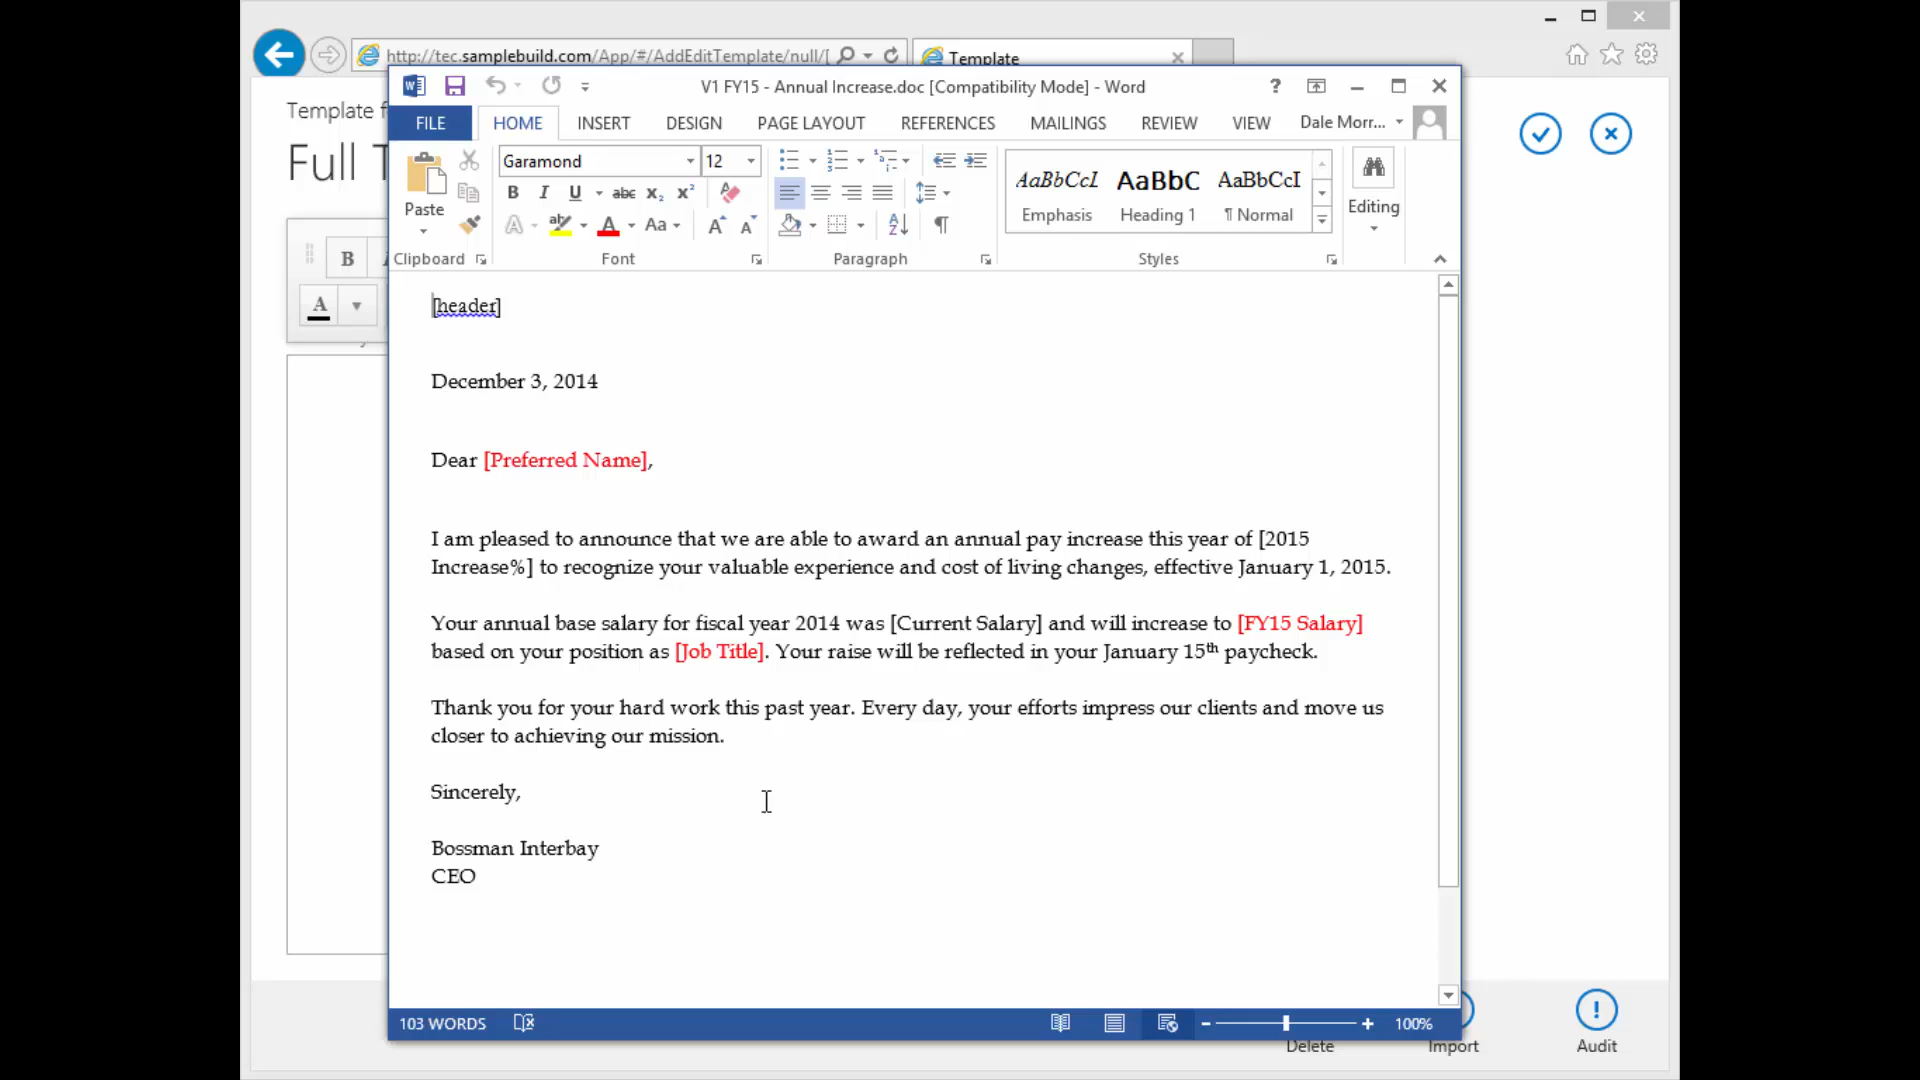 http://tec.samplebuild.com/App/#/AddEditTemplate/null/[
Template
Template f
Full T
V1 FY15 - Annual Increase.doc [Compatibility Mode] - Word
FILE HOME INSERT DESIGN PAGE LAYOUT REFERENCES MAILINGS REVIEW VIEW Dale Morr...
Garamond 12
Paste
B I U abc X₂ X²
Aa
Clipboard Font Paragraph Styles
AaBbCcI AaBbC AaBbCcI
Emphasis Heading 1 ¶ Normal
Editing
B
A
[header]
December 3, 2014
Dear [Preferred Name],
I am pleased to announce that we are able to award an annual pay increase this year of [2015
Increase%] to recognize your valuable experience and cost of living changes, effective January 1, 2015.
Your annual base salary for fiscal year 2014 was [Current Salary] and will increase to [FY15 Salary]
based on your position as [Job Title]. Your raise will be reflected in your January 15th paycheck.
Thank you for your hard work this past year. Every day, your efforts impress our clients and move us
closer to achieving our mission.
Sincerely,
Bossman Interbay
CEO
103 WORDS
100%
Delete Import Audit